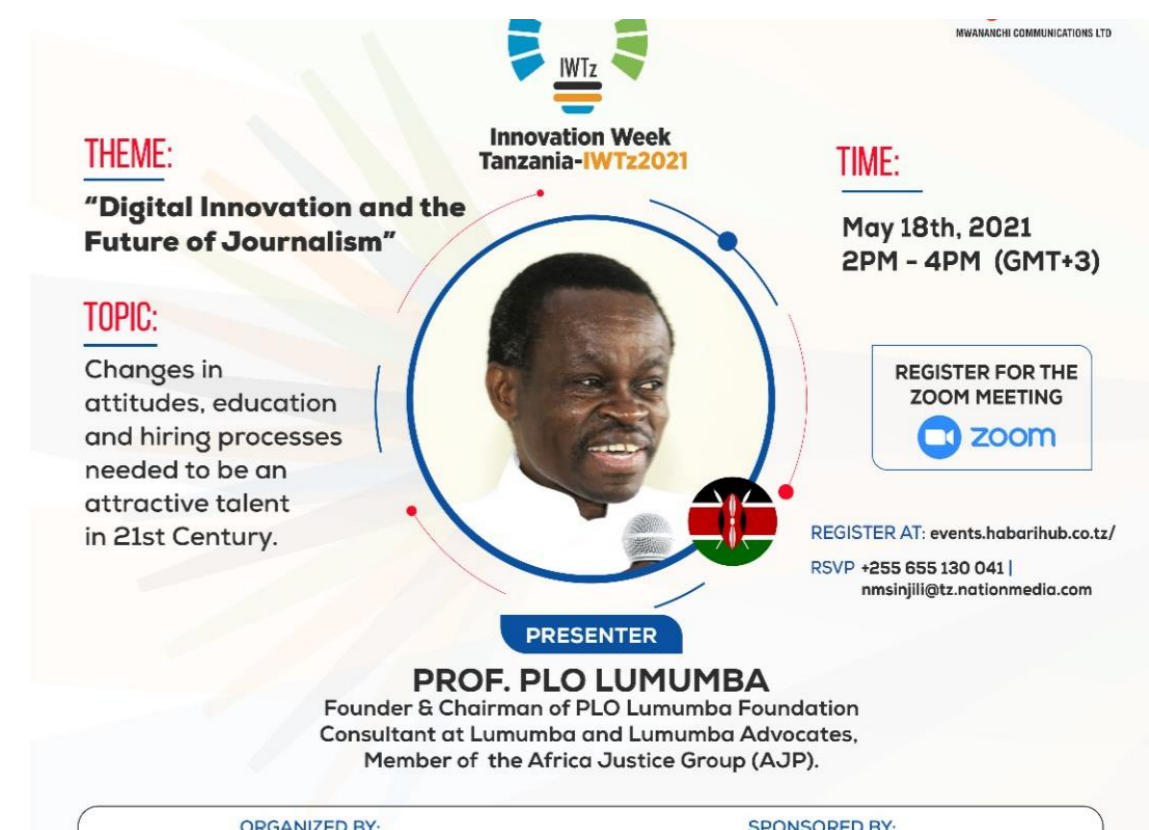 MWANANCHI COMMUNICATIONS LTD
IWTz
Innovation Week
Tanzania-IWTz2021
THEME:
“Digital Innovation and the
Future of Journalism”
TOPIC:
Changes in
attitudes, education
and hiring processes
needed to be an
attractive talent
in 21st Century.
TIME:
May 18th, 2021
2PM - 4PM (GMT+3)
REGISTER FOR THE
ZOOM MEETING
zoom
REGISTER AT: events.habarihub.co.tz/
RSVP +255 655 130 041 |
nmsinjili@tz.nationmedia.com
PRESENTER
PROF. PLO LUMUMBA
Founder & Chairman of PLO Lumumba Foundation
Consultant at Lumumba and Lumumba Advocates,
Member of the Africa Justice Group (AJP).
ORGANIZED BY:
SPONSORED BY: